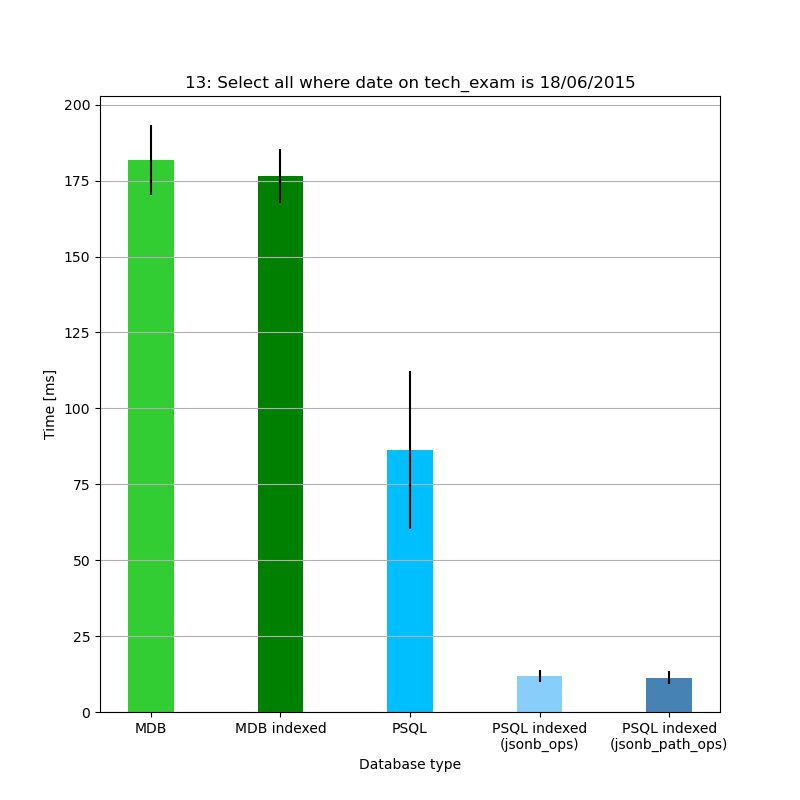 13: Select all where date on tech_exam is 18/06/2015
200
175
150
125
100
75
50
25
0
Time [ms]
MDB
MDB indexed
PSQL
PSQL indexed
(jsonb_ops)
PSQL indexed
(jsonb_path_ops)
Database type